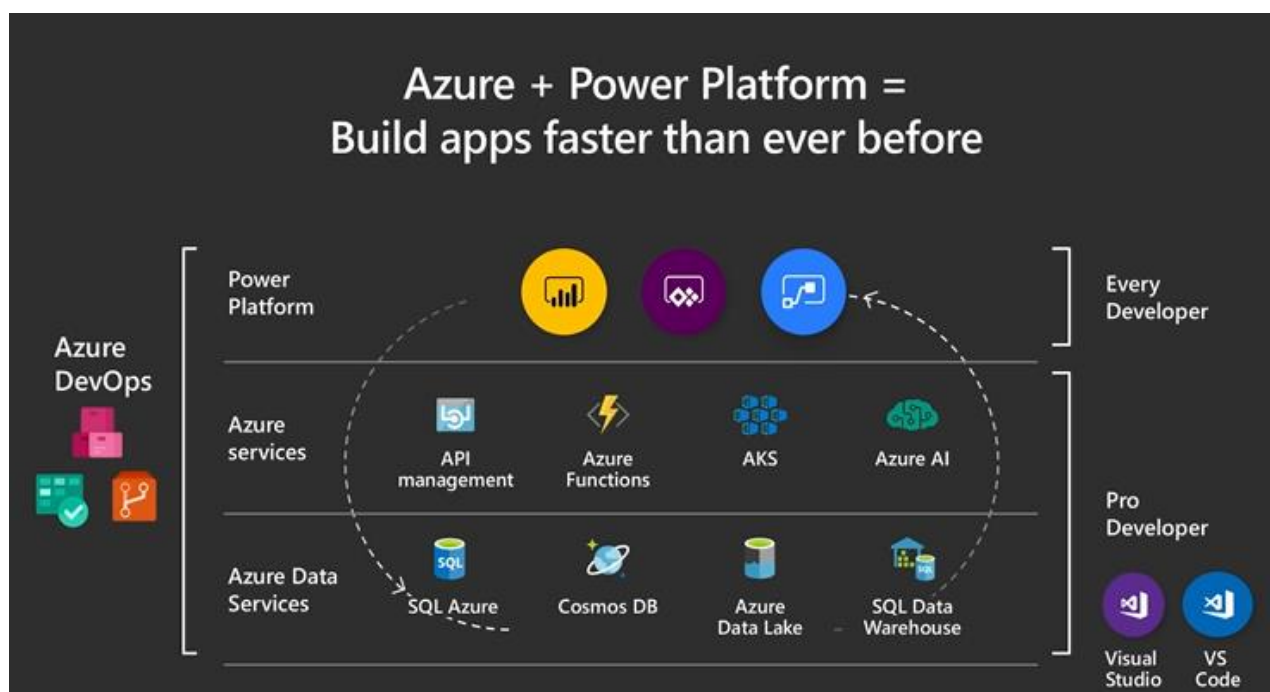 Azure + Power Platform =
Build apps faster than ever before
Azure
DevOps
Power
Platform
Every
Developer
Azure
services
API
management
Azure
Functions
AKS
Azure AI
Pro
Developer
Azure Data
Services
SQL
SQL Azure
Cosmos DB
Azure
Data Lake
SQL
SQL Data
Warehouse
Visual
Studio
VS
Code